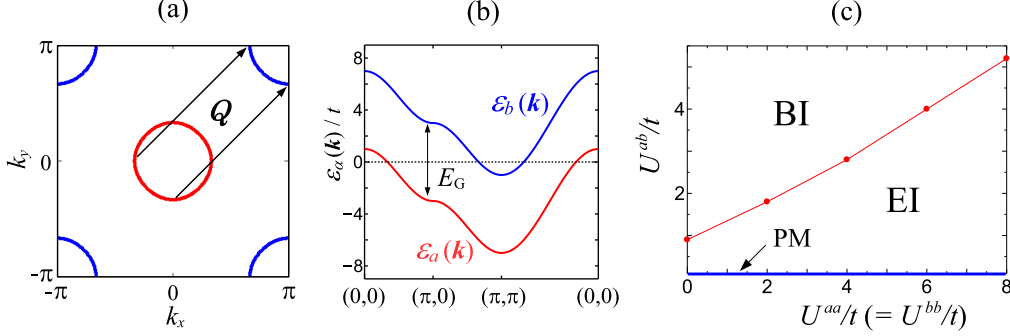 (a)
π
0
-π
-π
0
π
k_y
k_x
Q
(b)
8
4
0
−4
−8
ε_α(k) / t
ε_b(k)
E_G
ε_a(k)
(0,0)
(π,0)
(π,π)
(0,0)
(c)
4
2
0
2
4
6
8
U^{ab}/t
BI
EI
PM
U^{aa}/t (= U^{bb}/t)